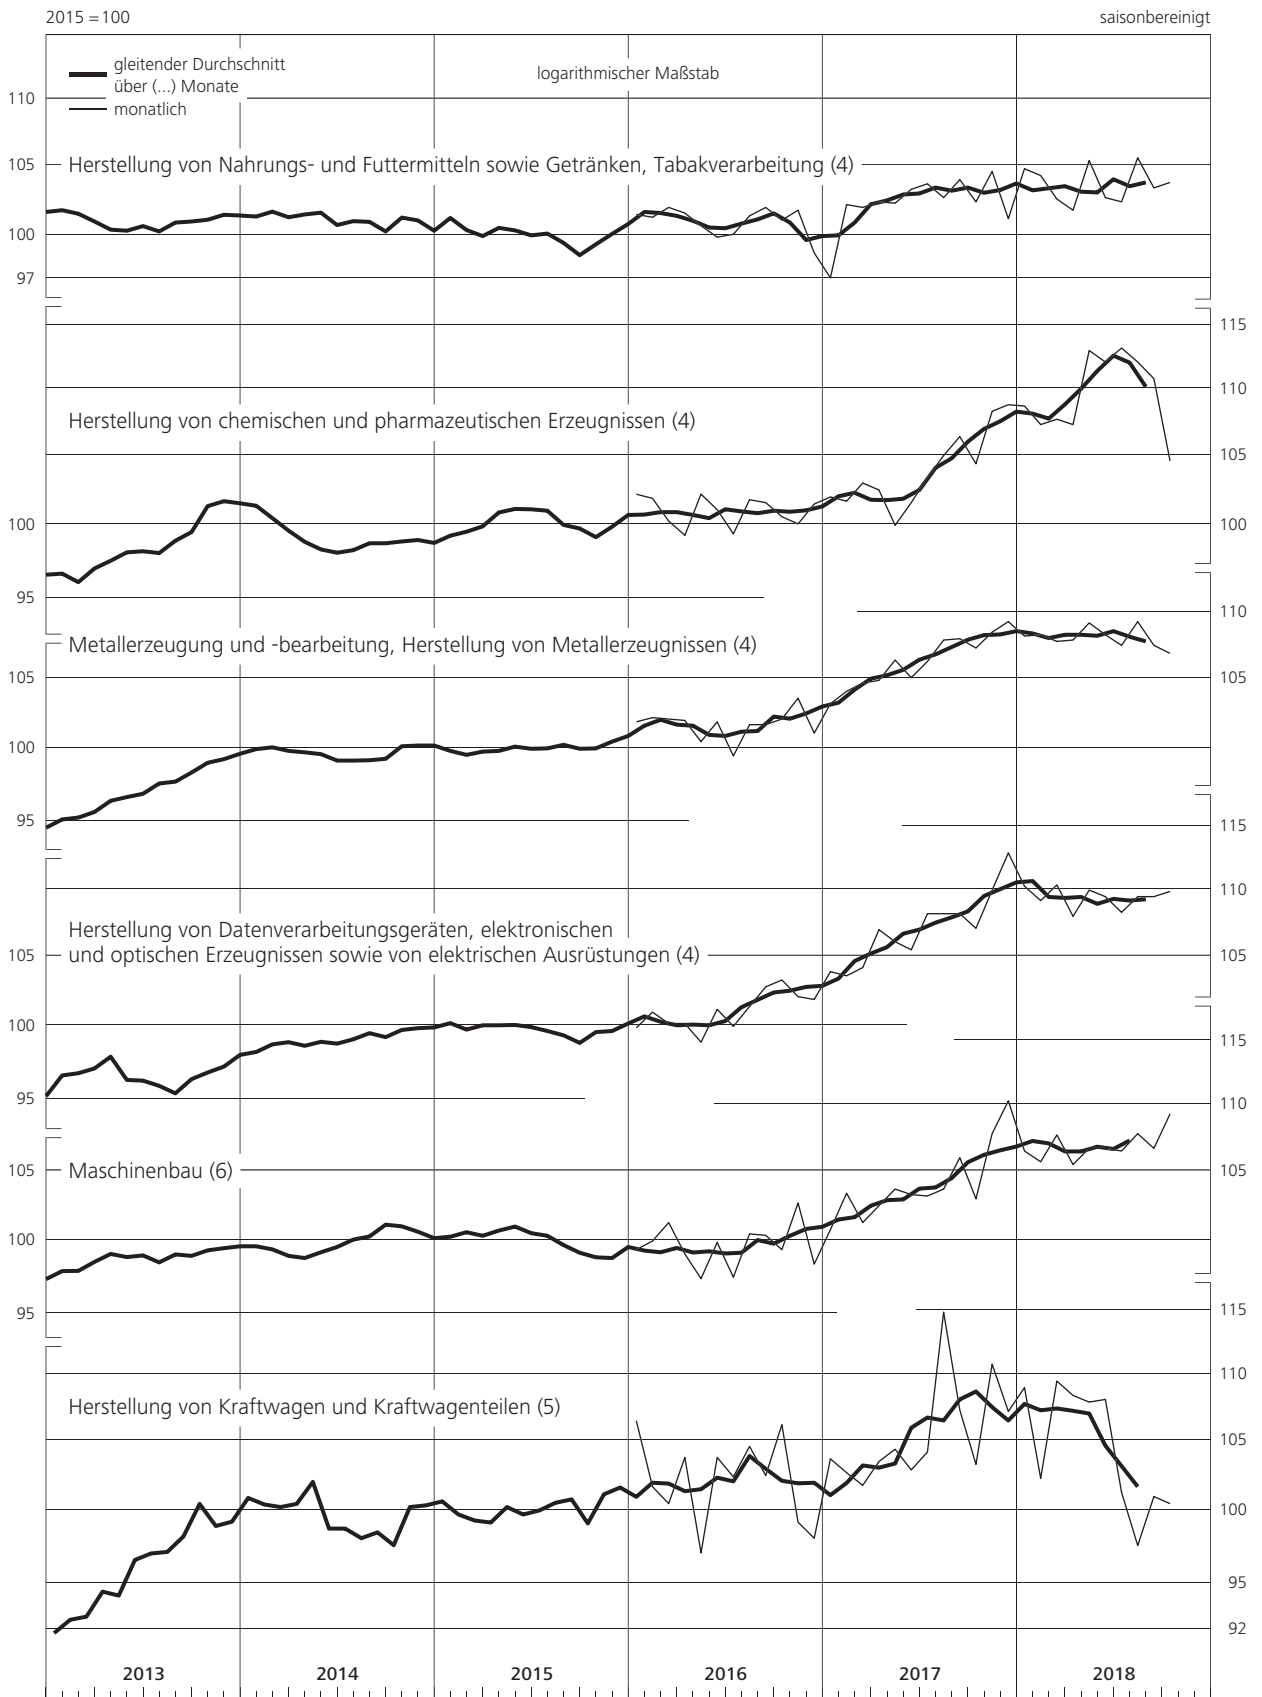 2015 = 100
saisonbereinigt
gleitender Durchschnitt
über (...) Monate
monatlich
logarithmischer Maßstab
110
105
Herstellung von Nahrungs- und Futtermitteln sowie Getränken, Tabakverarbeitung (4)
100
97
115
110
Herstellung von chemischen und pharmazeutischen Erzeugnissen (4)
105
100
100
95
110
Metallerzeugung und -bearbeitung, Herstellung von Metallerzeugnissen (4)
105
105
100
95
115
110
Herstellung von Datenverarbeitungsgeräten, elektronischen
und optischen Erzeugnissen sowie von elektrischen Ausrüstungen (4)
105
105
100
115
95
110
105
Maschinenbau (6)
105
100
95
115
110
Herstellung von Kraftwagen und Kraftwagenteilen (5)
105
100
95
92
2013 2014 2015 2016 2017 2018